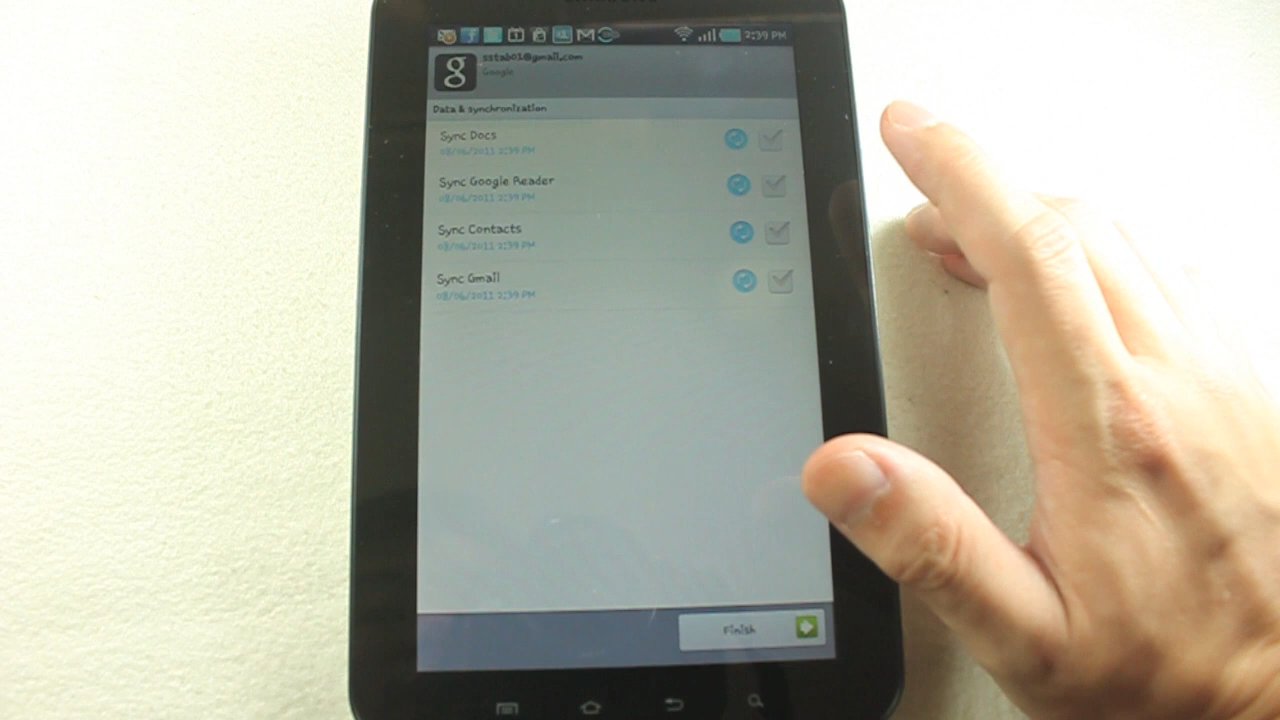 SAMSUNG
2:39 PM
sstab01@gmail.com
Google
Data & synchronization
Sync Docs
08/06/2011 2:39 PM
Sync Google Reader
08/06/2011 2:39 PM
Sync Contacts
08/06/2011 2:39 PM
Sync Gmail
08/06/2011 2:39 PM
Finish